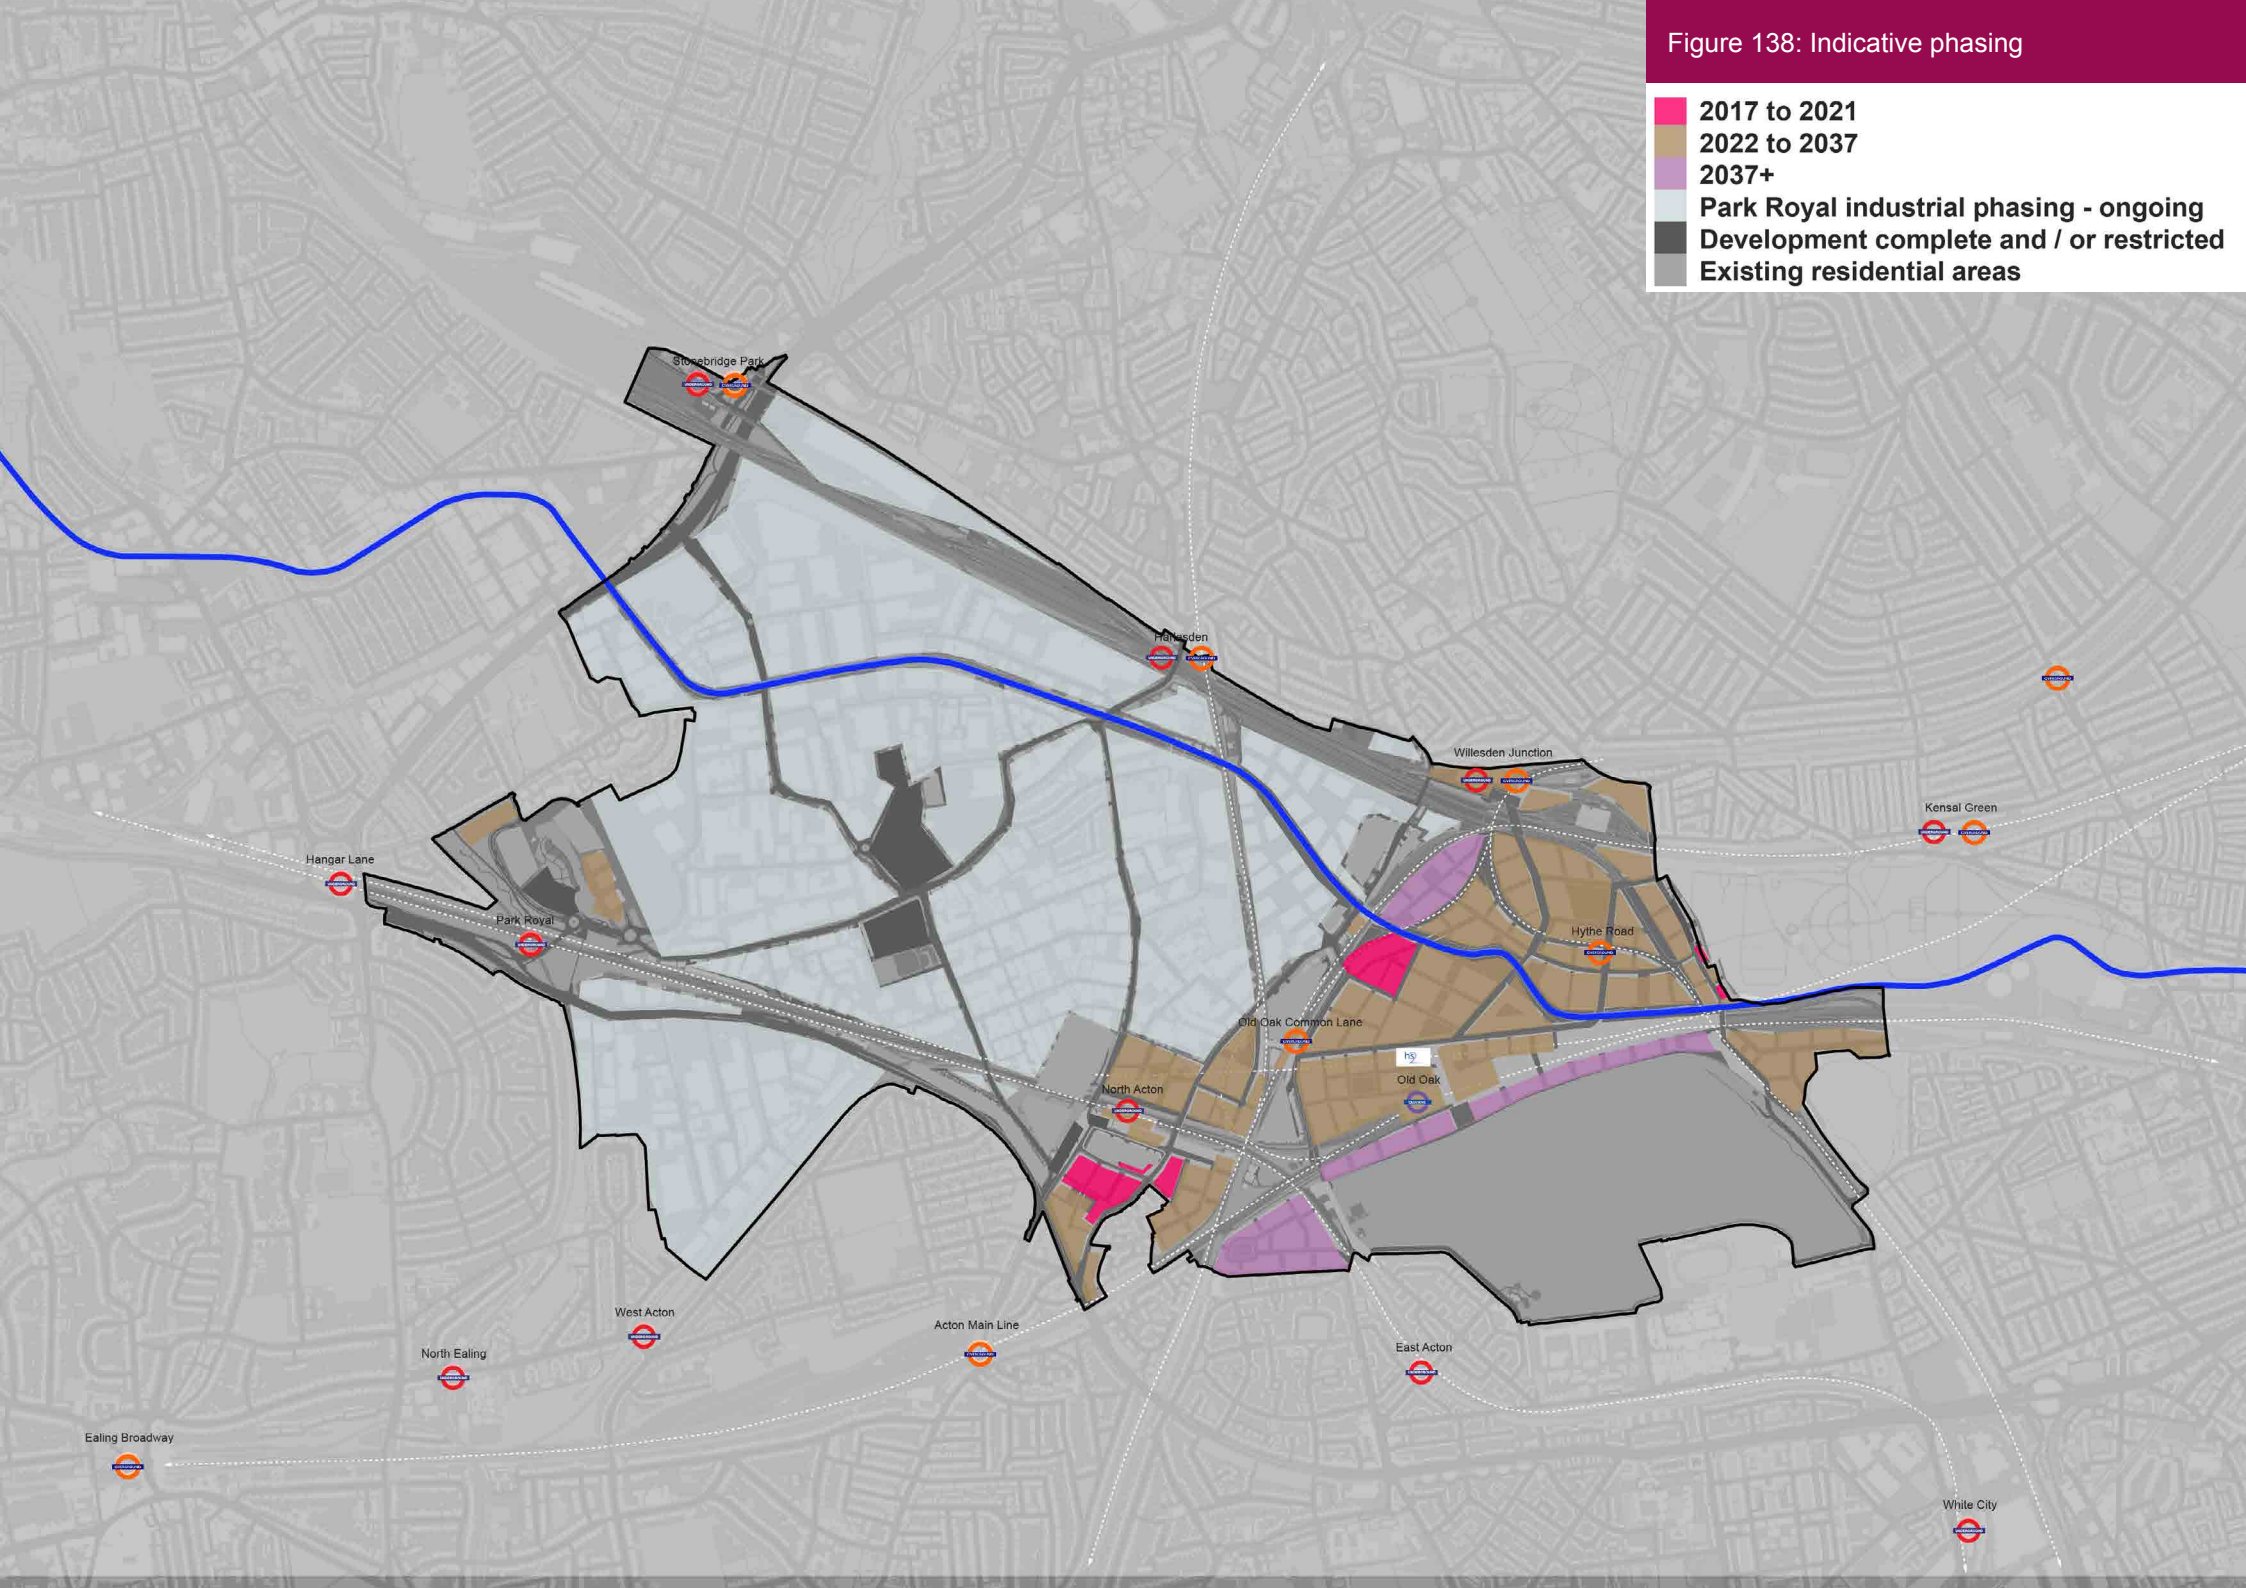 Figure 138: Indicative phasing
2017 to 2021
2022 to 2037
2037+
Park Royal industrial phasing - ongoing
Development complete and / or restricted
Existing residential areas
Stonebridge Park
Harlesden
Willesden Junction
Kensal Green
Hangar Lane
Park Royal
Hythe Road
Old Oak Common Lane
hs2
Old Oak
North Acton
West Acton
Acton Main Line
North Ealing
East Acton
Ealing Broadway
White City